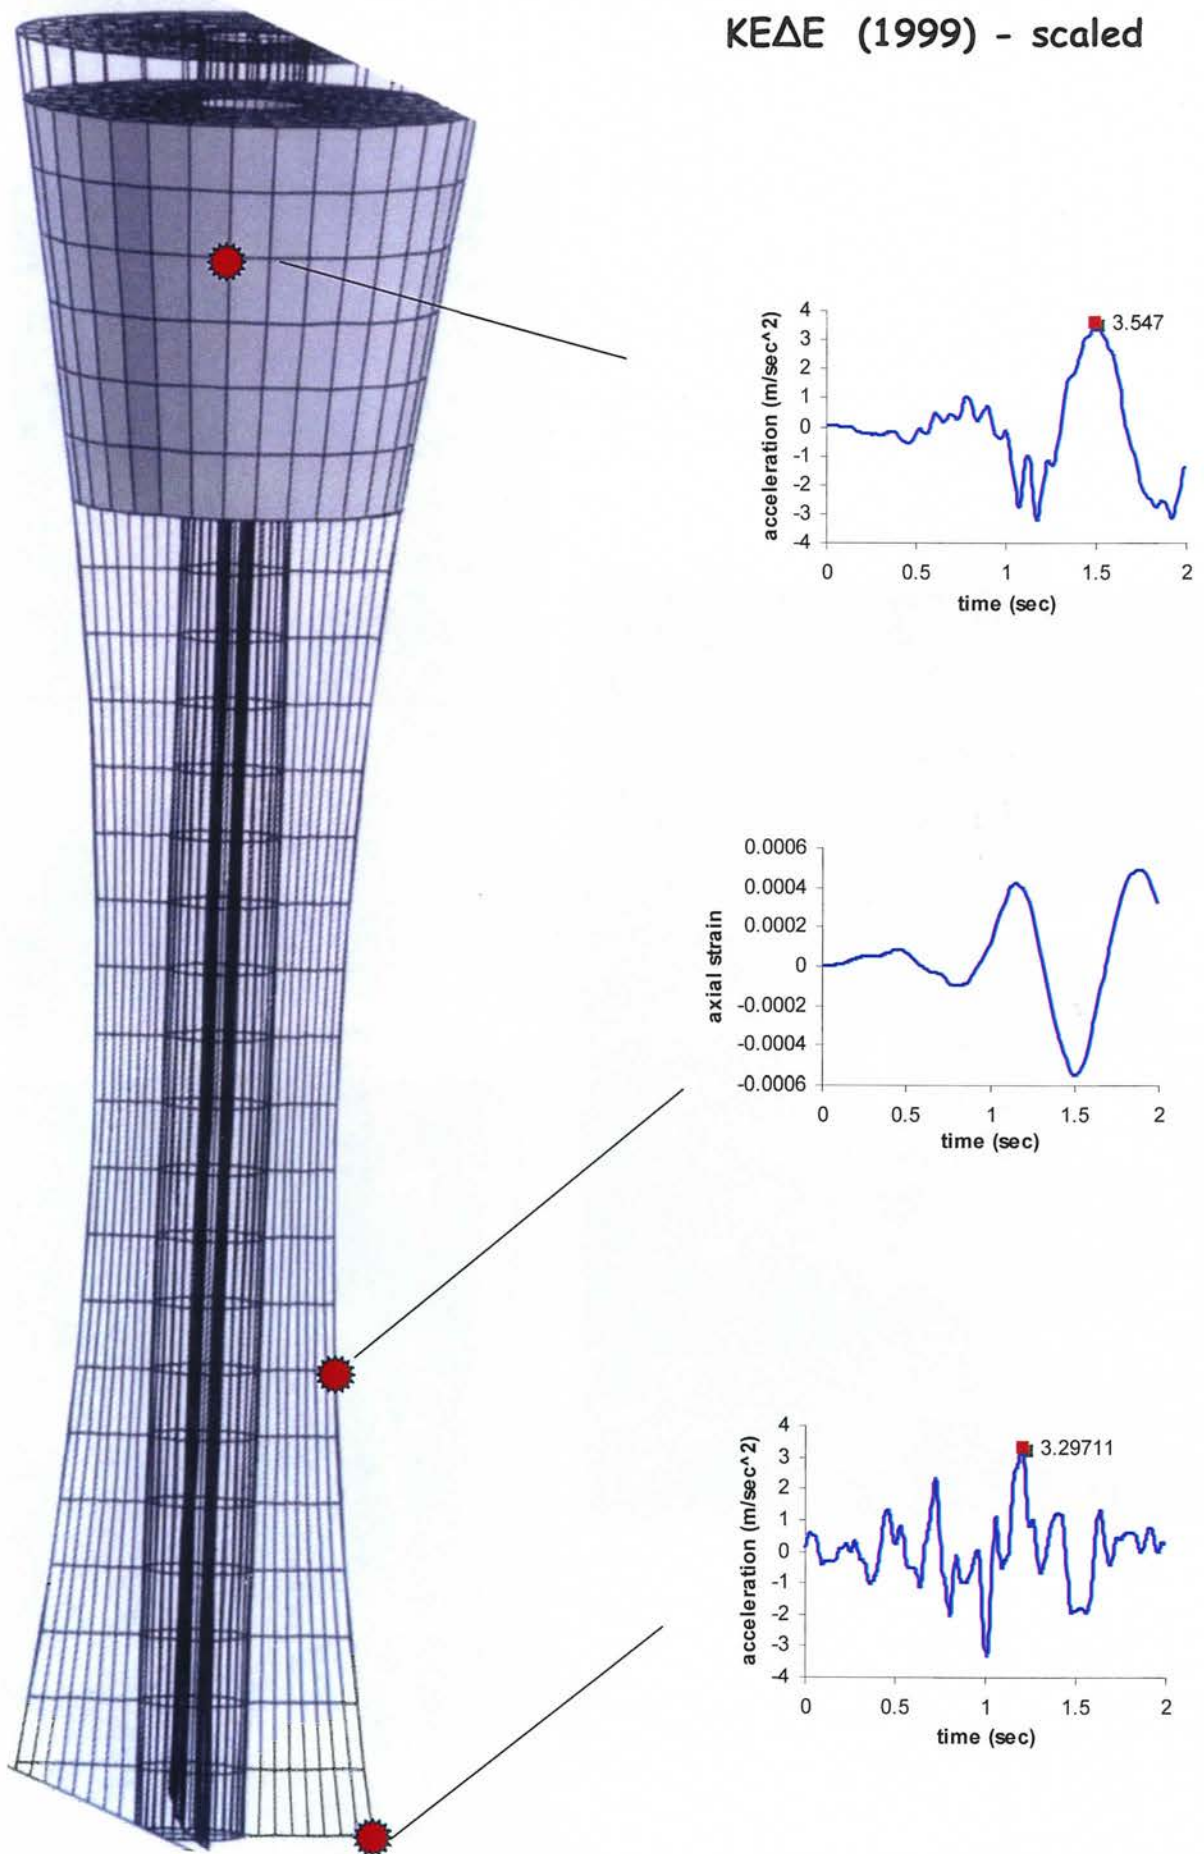 ΚΕΔΕ (1999) - scaled
4
3
2
1
0
-1
-2
-3
-4
3.547
acceleration (m/sec^2)
0 0.5 1 1.5 2
time (sec)
0.0006
0.0004
0.0002
0
-0.0002
-0.0004
-0.0006
axial strain
0 0.5 1 1.5 2
time (sec)
4
3
2
1
0
-1
-2
-3
-4
3.29711
acceleration (m/sec^2)
0 0.5 1 1.5 2
time (sec)